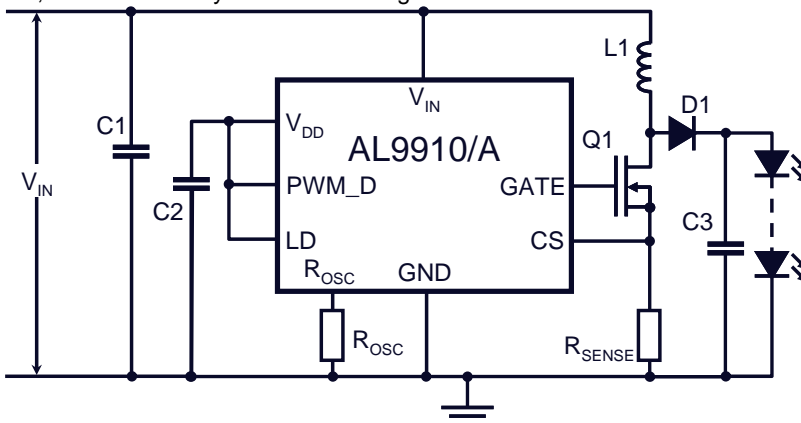 L1
V_IN
D1
C1
V_DD
AL9910/A
Q1
V_IN
PWM_D
GATE
C2
C3
LD
CS
R_OSC
GND
R_OSC
R_SENSE